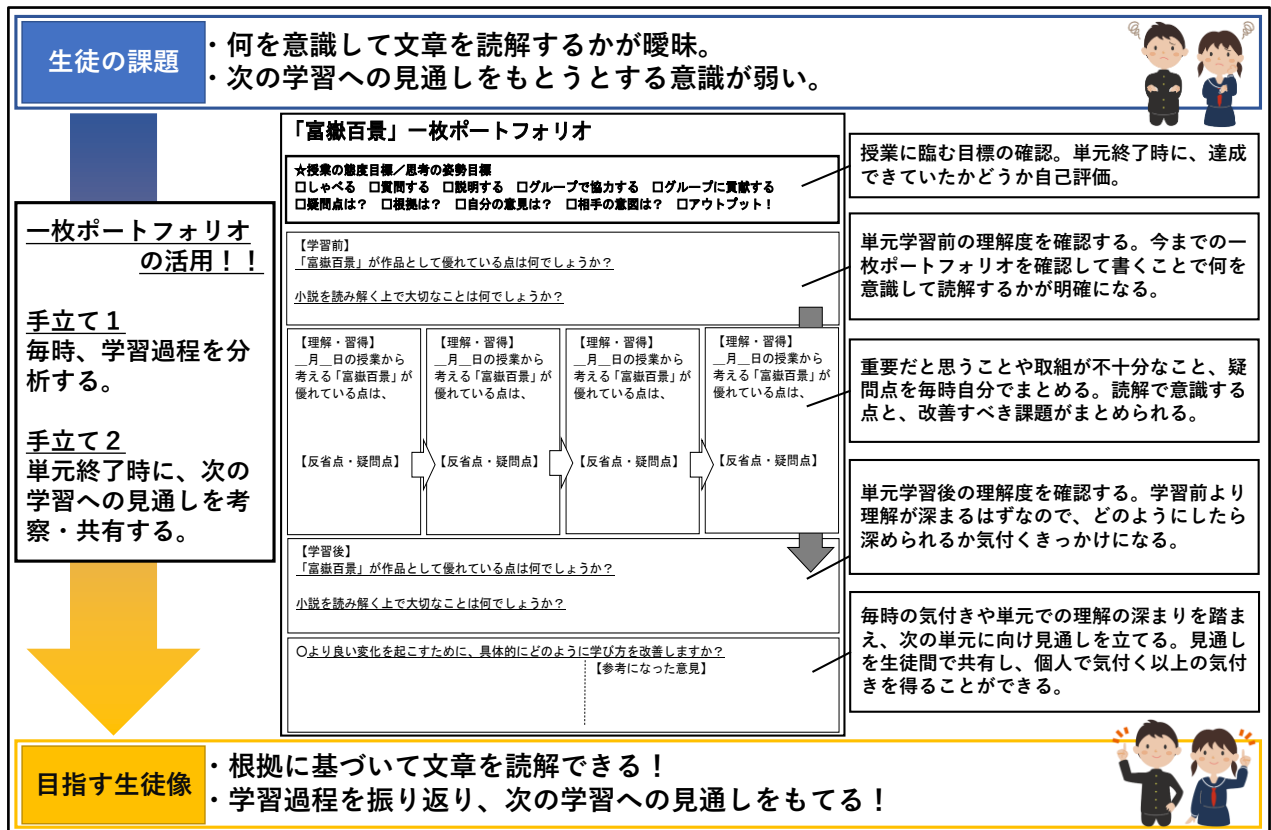 生徒の課題
・何を意識して文章を読解するかが曖昧。
・次の学習への見通しをもとうとする意識が弱い。
一枚ポートフォリオ
の活用！！
手立て１
毎時、学習過程を分
析する。
手立て２
単元終了時に、次の
学習への見通しを考
察・共有する。
「富嶽百景」一枚ポートフォリオ
★授業の態度目標／思考の姿勢目標
□しゃべる　□質問する　□説明する　□グループで協力する　□グループに貢献する
□疑問点は？　□根拠は？　□自分の意見は？　□相手の意図は？　□アウトプット！
【学習前】
「富嶽百景」が作品として優れている点は何でしょうか？
小説を読み解く上で大切なことは何でしょうか？
【理解・習得】
__月__日の授業から
考える「富嶽百景」が
優れている点は、
【反省点・疑問点】
【理解・習得】
__月__日の授業から
考える「富嶽百景」が
優れている点は、
【反省点・疑問点】
【理解・習得】
__月__日の授業から
考える「富嶽百景」が
優れている点は、
【反省点・疑問点】
【理解・習得】
__月__日の授業から
考える「富嶽百景」が
優れている点は、
【反省点・疑問点】
【学習後】
「富嶽百景」が作品として優れている点は何でしょうか？
小説を読み解く上で大切なことは何でしょうか？
○より良い変化を起こすために、具体的にどのように学び方を改善しますか？
【参考になった意見】
授業に臨む目標の確認。単元終了時に、達成
できていたかどうか自己評価。
単元学習前の理解度を確認する。今までの一
枚ポートフォリオを確認して書くことで何を
意識して読解するかが明確になる。
重要だと思うことや取組が不十分なこと、疑
問点を毎時自分でまとめる。読解で意識する
点と、改善すべき課題がまとめられる。
単元学習後の理解度を確認する。学習前より
理解が深まるはずなので、どのようにしたら
深められるか気付くきっかけになる。
毎時の気付きや単元での理解の深まりを踏ま
え、次の単元に向け見通しを立てる。見通し
を生徒間で共有し、個人で気付く以上の気付
きを得ることができる。
目指す生徒像
・根拠に基づいて文章を読解できる！
・学習過程を振り返り、次の学習への見通しをもてる！